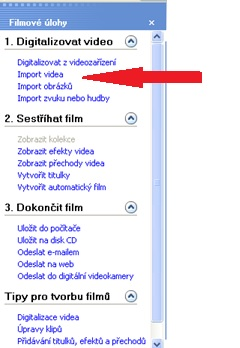 Filmové úlohy
1. Digitalizovat video
Digitalizovat z videozařízení
Import videa
Import obrázků
Import zvuku nebo hudby
2. Sestříhat film
Zobrazit kolekce
Zobrazit efekty videa
Zobrazit přechody videa
Vytvořit titulky
Vytvořit automatický film
3. Dokončit film
Uložit do počítače
Uložit na disk CD
Odeslat e-mailem
Odeslat na web
Odeslat do digitální videokamery
Tipy pro tvorbu filmů
Digitalizace videa
Úpravy klipů
Přidávání titulků, efektů a přechodů